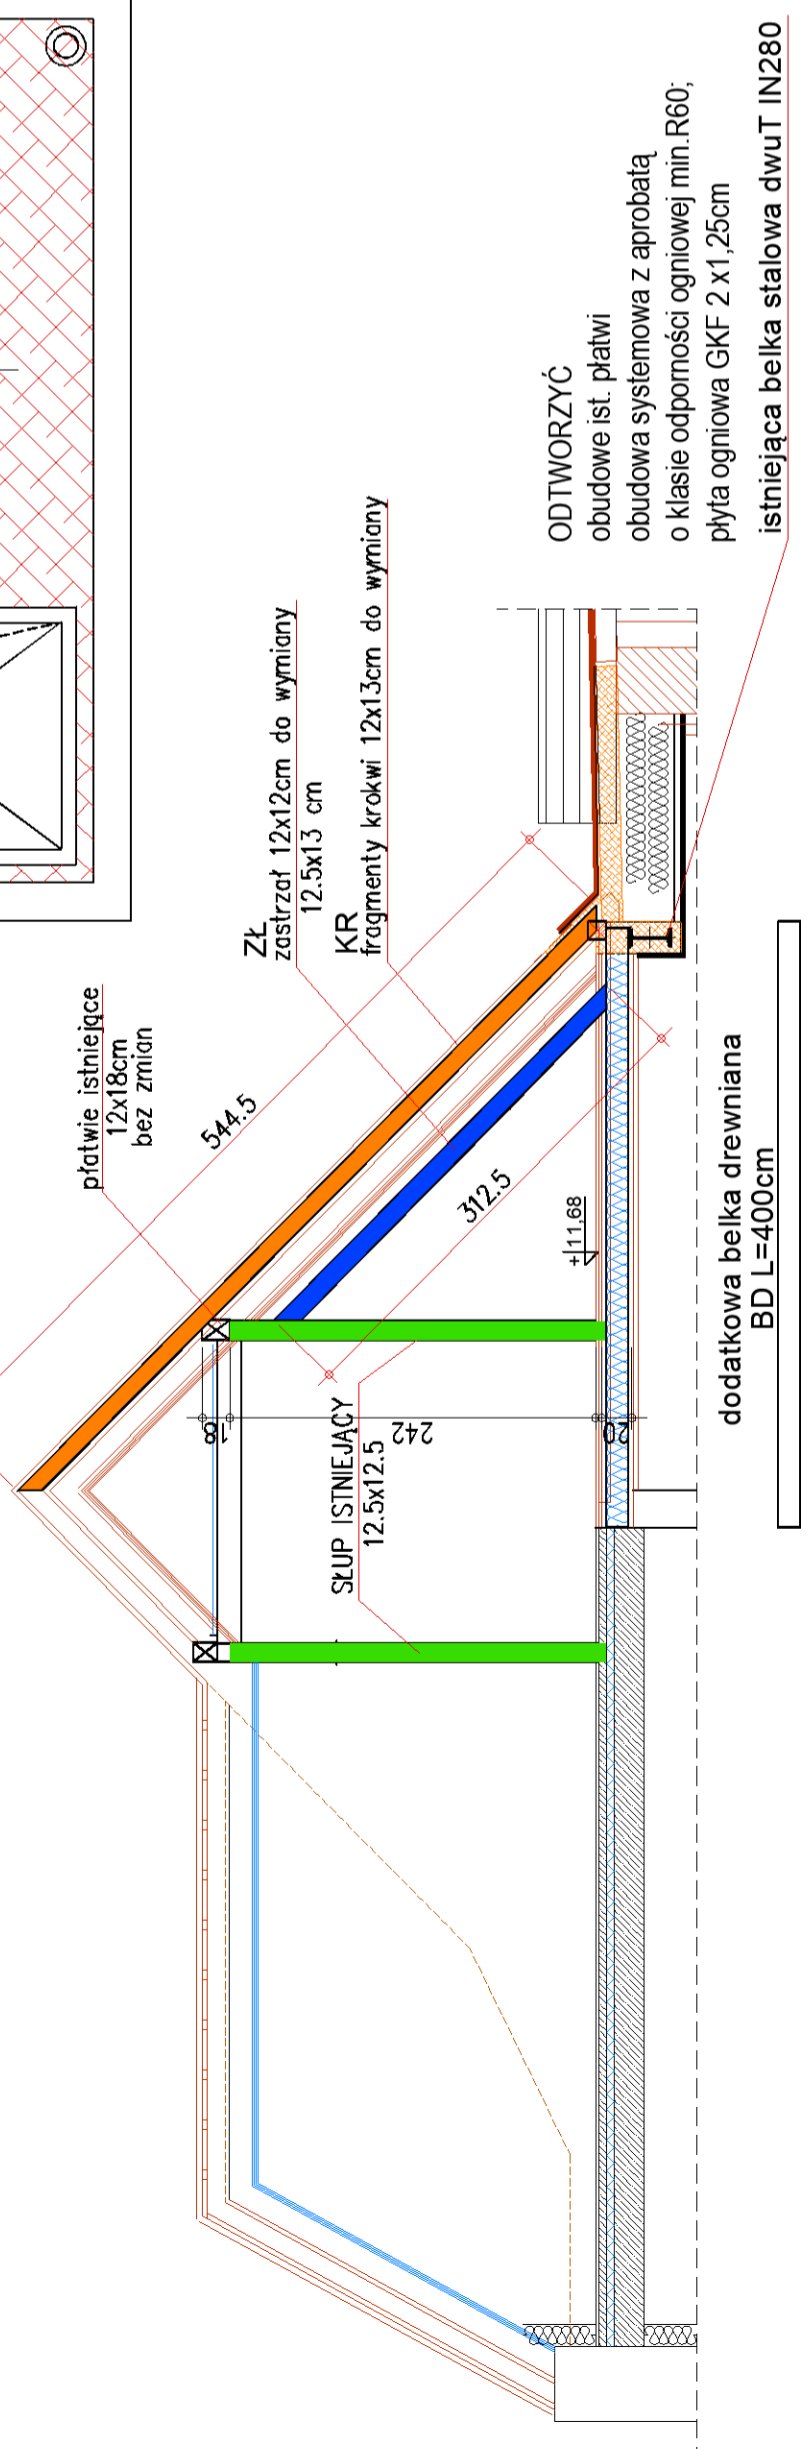 płatwie istniejące
12x18cm
bez zmian
544.5
ZŁ
zastrzał 12x12cm do wymiany
12.5x13 cm
KR
fragmenty krokwi 12x13cm do wymiany
18
242
20
SŁUP ISTNIEJĄCY
12.5x12.5
312.5
+11,68
ODTWORZYĆ
obudowe ist. płatwi
obudowa systemowa z aprobatą
o klasie odporności ogniowej min.R60;
płyta ogniowa GKF 2 x1,25cm
istniejąca belka stalowa dwuT IN280
dodatkowa belka drewniana
BD L=400cm